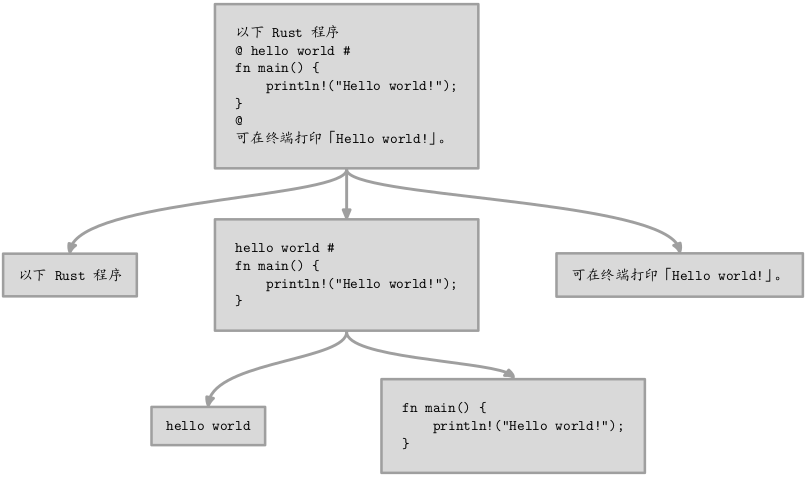 以下 Rust 程序
@ hello world #
fn main() {
    println!("Hello world!");
}
@
可在终端打印「Hello world!」。
以下 Rust 程序
hello world #
fn main() {
    println!("Hello world!");
}
可在终端打印「Hello world!」。
hello world
fn main() {
    println!("Hello world!");
}